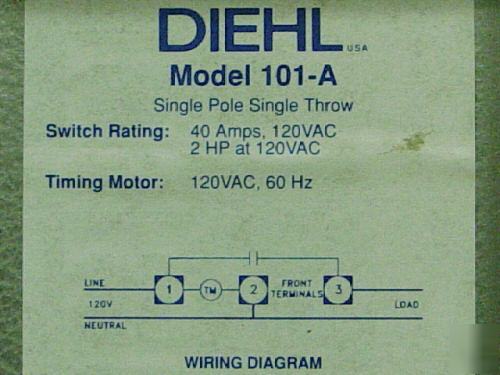 DIEHL USA
Model 101-A
Single Pole Single Throw
Switch Rating: 40 Amps, 120VAC
2 HP at 120VAC
Timing Motor: 120VAC, 60 Hz
LINE 1 TM 2 FRONT TERMINALS 3
120V LOAD
NEUTRAL
WIRING DIAGRAM